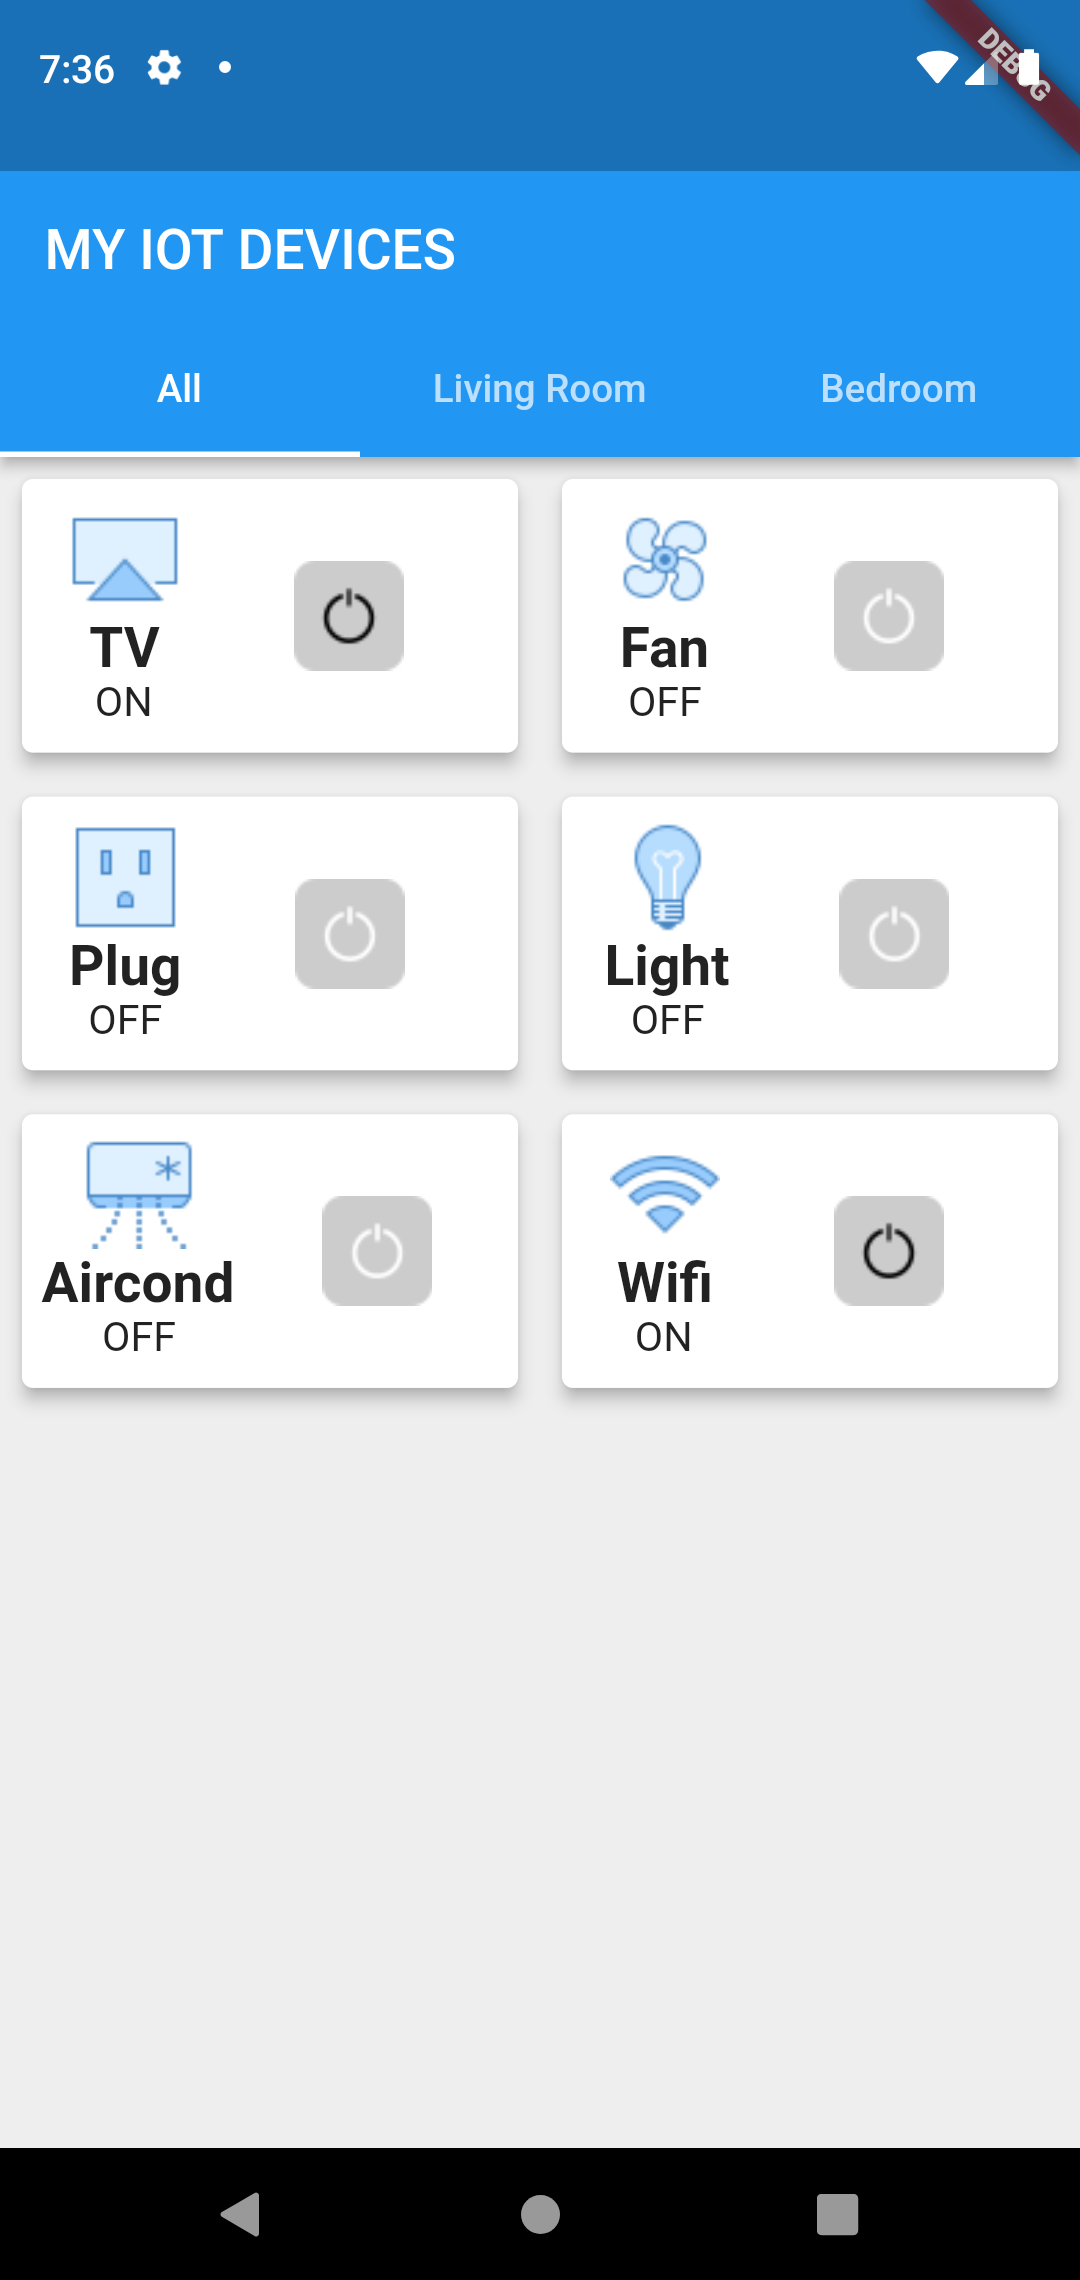 7:36
DEBUG
MY IOT DEVICES
All Living Room Bedroom
TV
ON
Fan
OFF
Plug
OFF
Light
OFF
Aircond
OFF
Wifi
ON